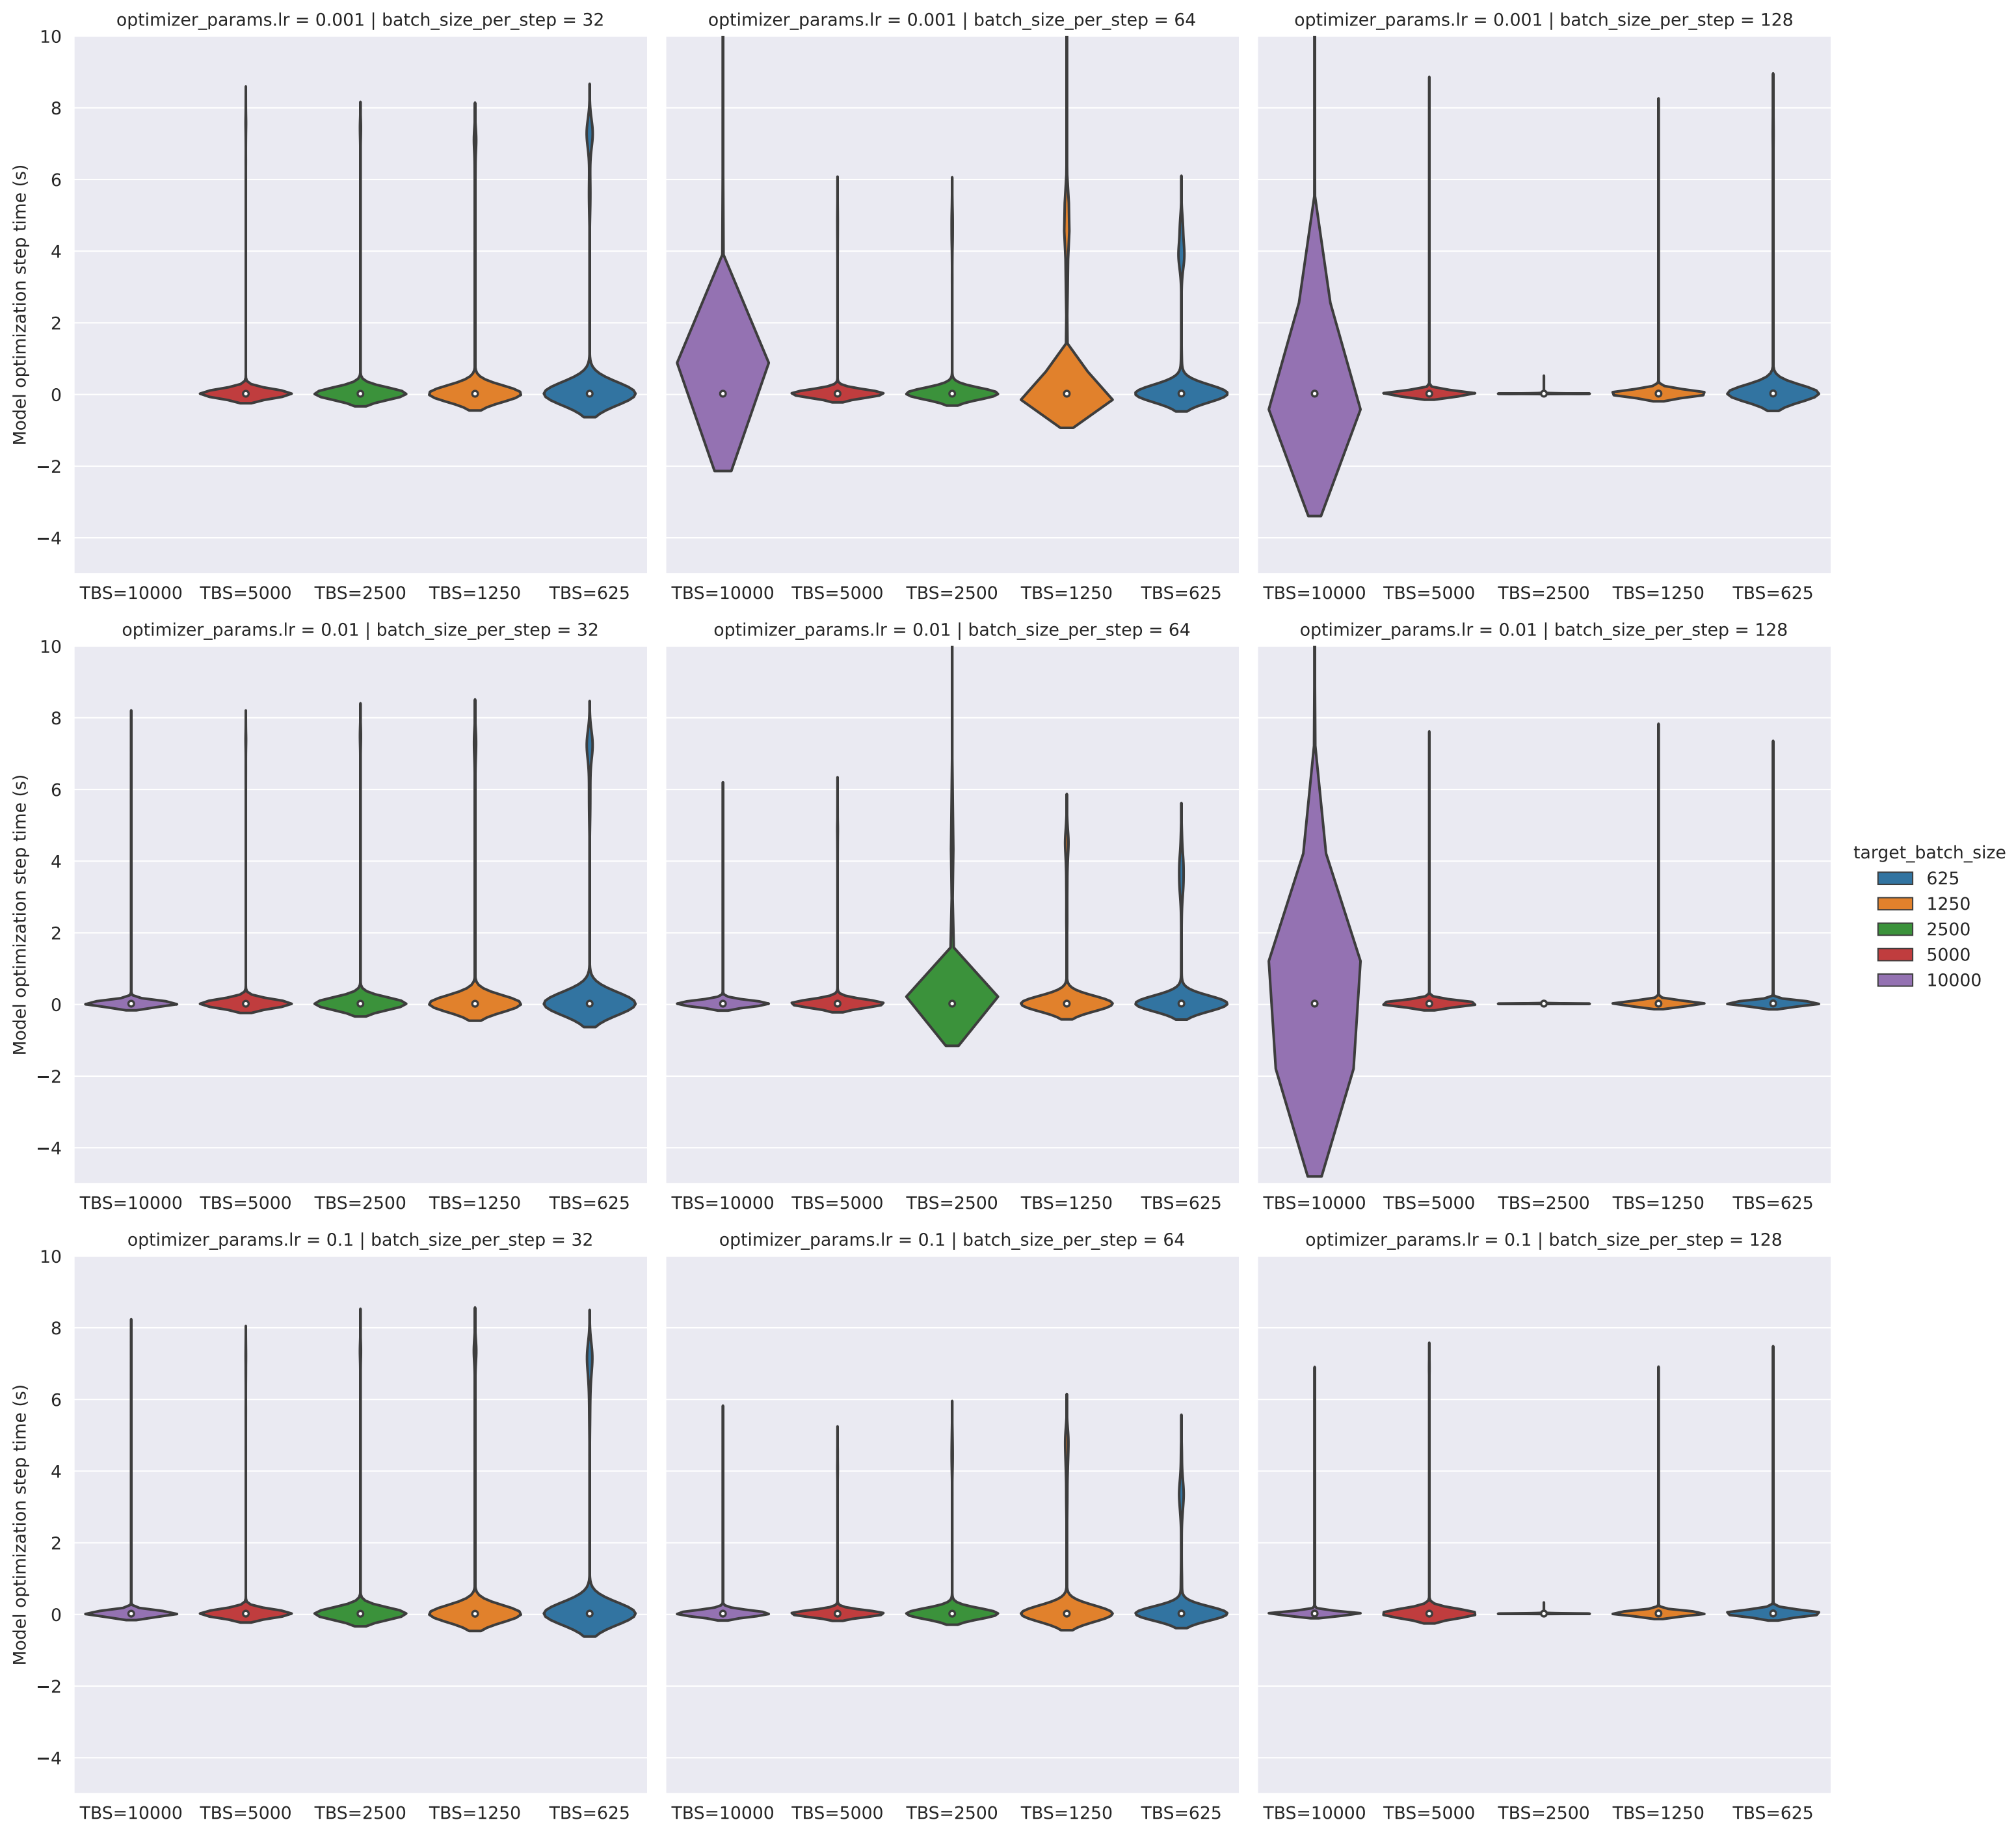 optimizer_params.lr = 0.001 | batch_size_per_step = 32
optimizer_params.lr = 0.001 | batch_size_per_step = 64
optimizer_params.lr = 0.001 | batch_size_per_step = 128
Model optimization step time (s)
10
8
6
4
2
0
−2
−4
TBS=10000 TBS=5000 TBS=2500 TBS=1250 TBS=625
TBS=10000 TBS=5000 TBS=2500 TBS=1250 TBS=625
TBS=10000 TBS=5000 TBS=2500 TBS=1250 TBS=625
optimizer_params.lr = 0.01 | batch_size_per_step = 32
optimizer_params.lr = 0.01 | batch_size_per_step = 64
optimizer_params.lr = 0.01 | batch_size_per_step = 128
Model optimization step time (s)
10
8
6
4
2
0
−2
−4
TBS=10000 TBS=5000 TBS=2500 TBS=1250 TBS=625
TBS=10000 TBS=5000 TBS=2500 TBS=1250 TBS=625
TBS=10000 TBS=5000 TBS=2500 TBS=1250 TBS=625
target_batch_size
625
1250
2500
5000
10000
optimizer_params.lr = 0.1 | batch_size_per_step = 32
optimizer_params.lr = 0.1 | batch_size_per_step = 64
optimizer_params.lr = 0.1 | batch_size_per_step = 128
Model optimization step time (s)
10
8
6
4
2
0
−2
−4
TBS=10000 TBS=5000 TBS=2500 TBS=1250 TBS=625
TBS=10000 TBS=5000 TBS=2500 TBS=1250 TBS=625
TBS=10000 TBS=5000 TBS=2500 TBS=1250 TBS=625